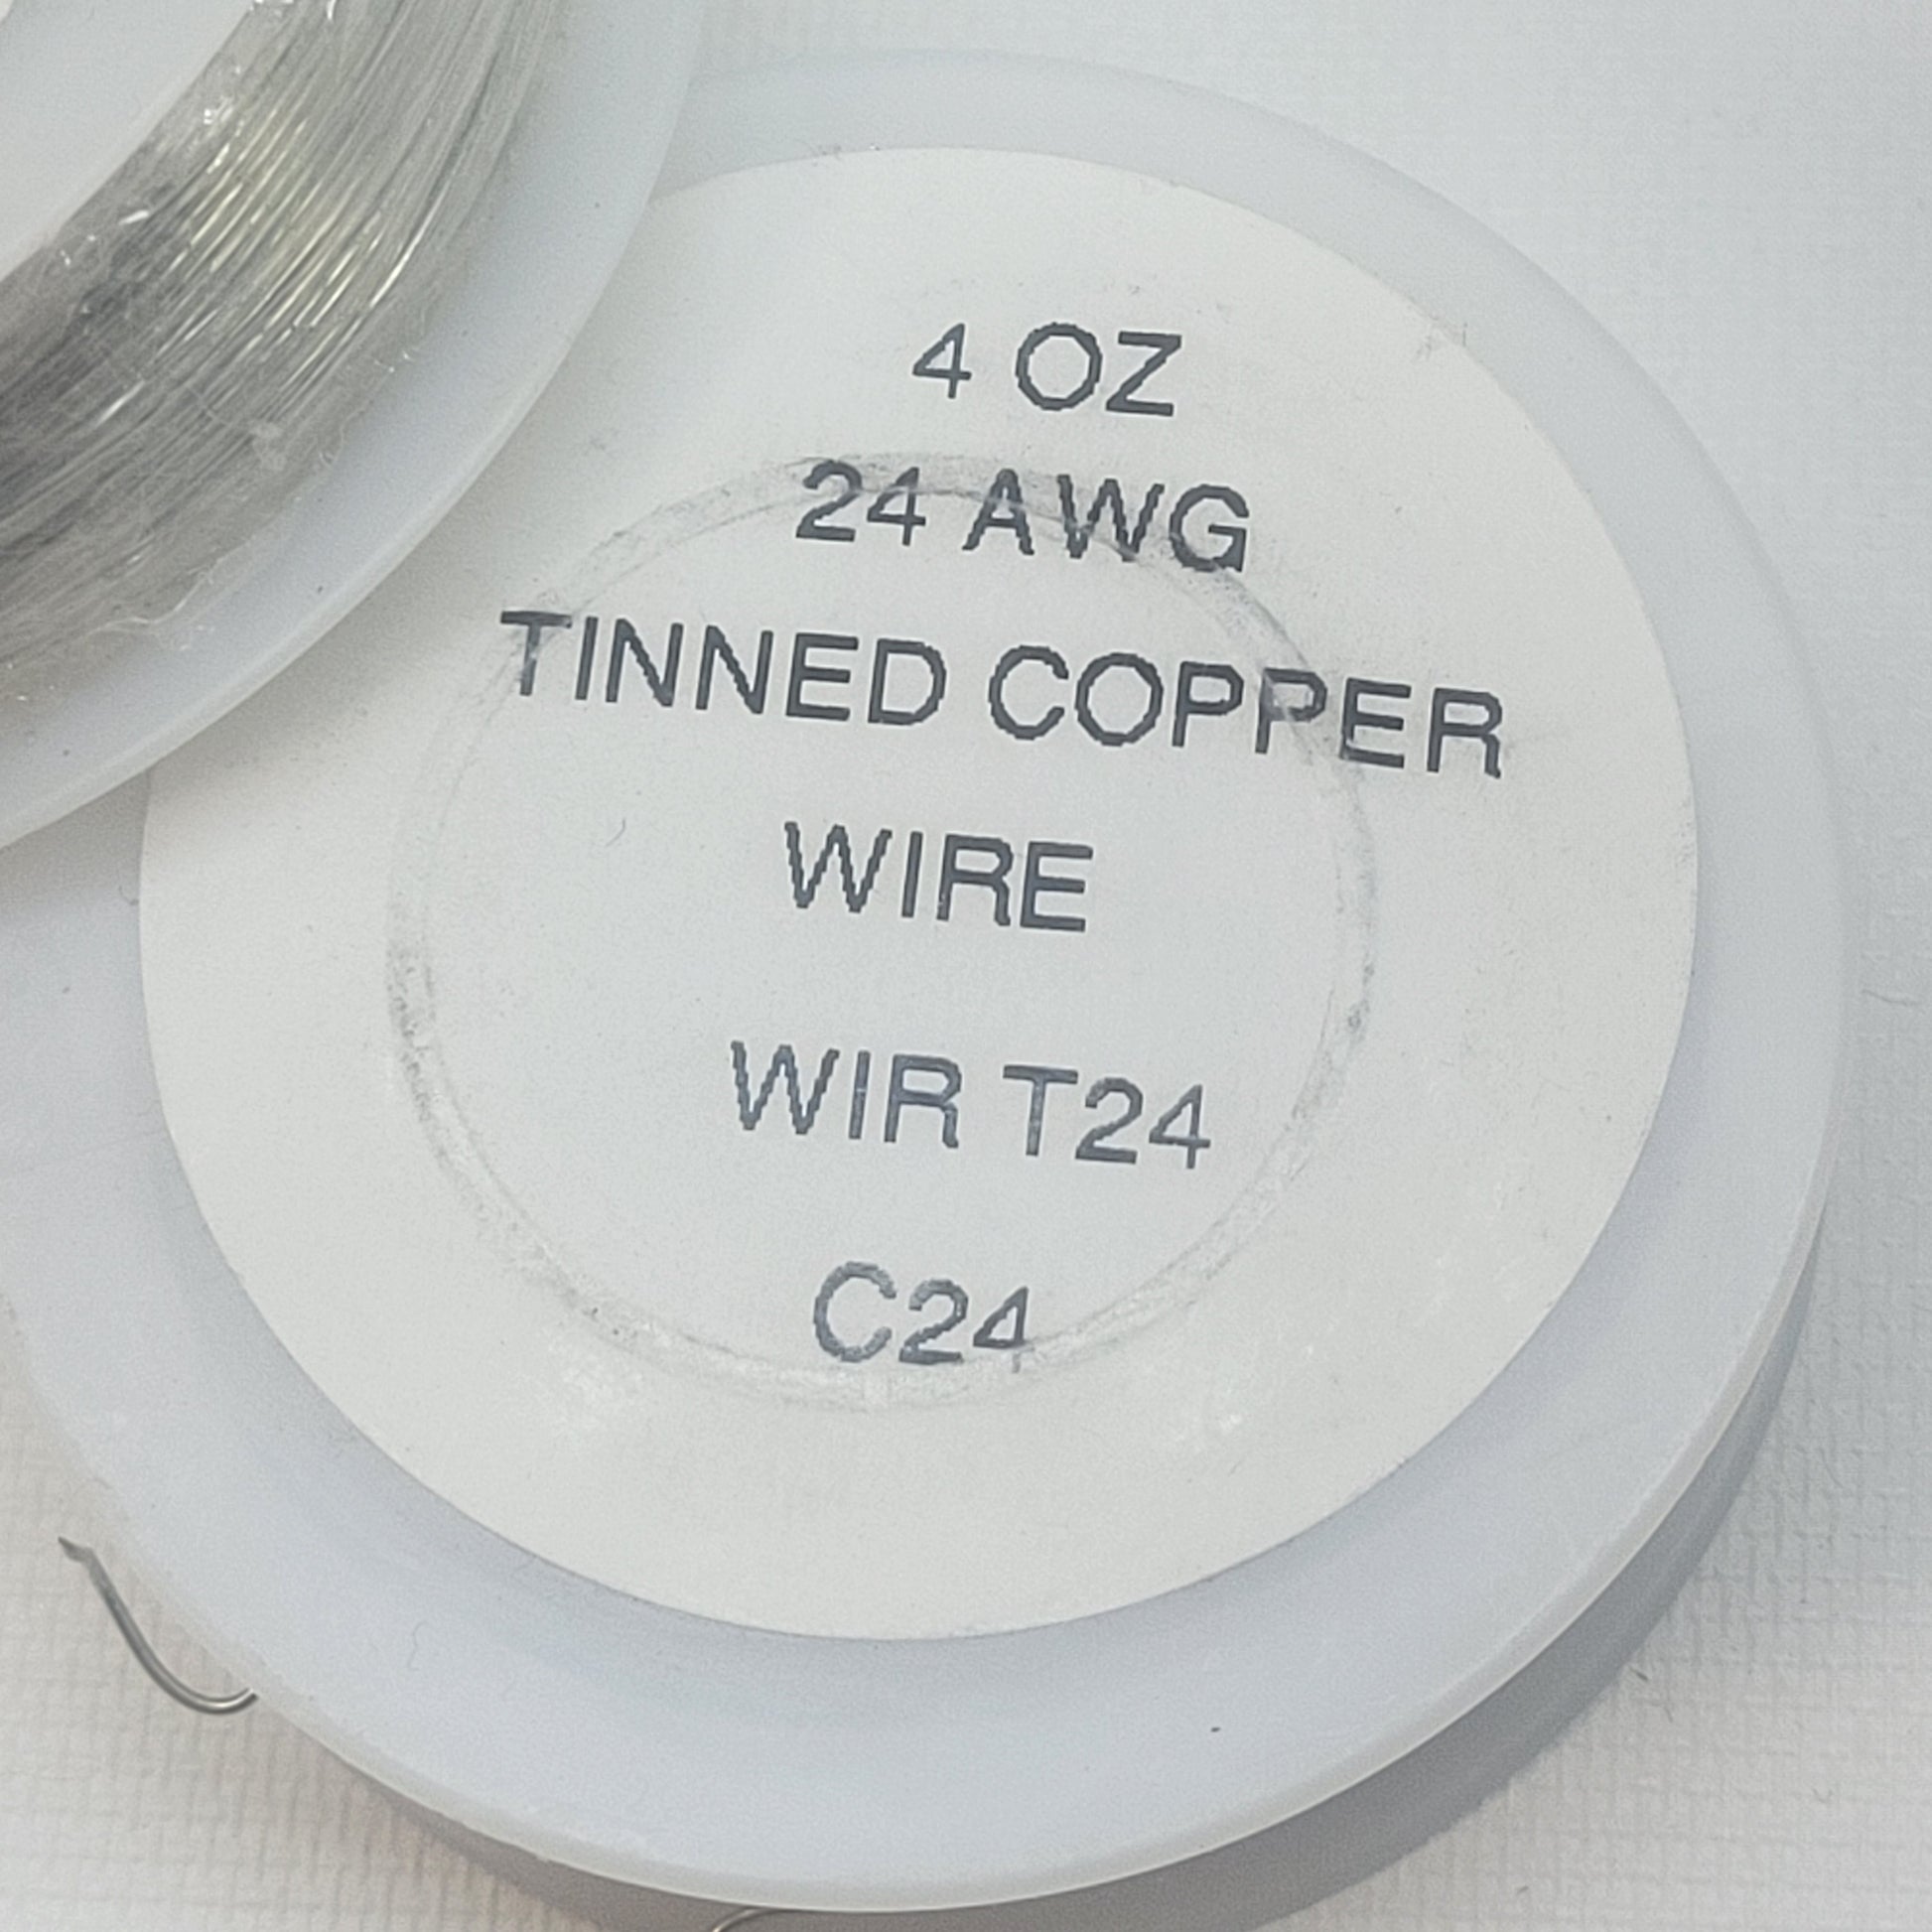 4 OZ
24 AWG
TINNED COPPER
WIRE
WIR T24
C24